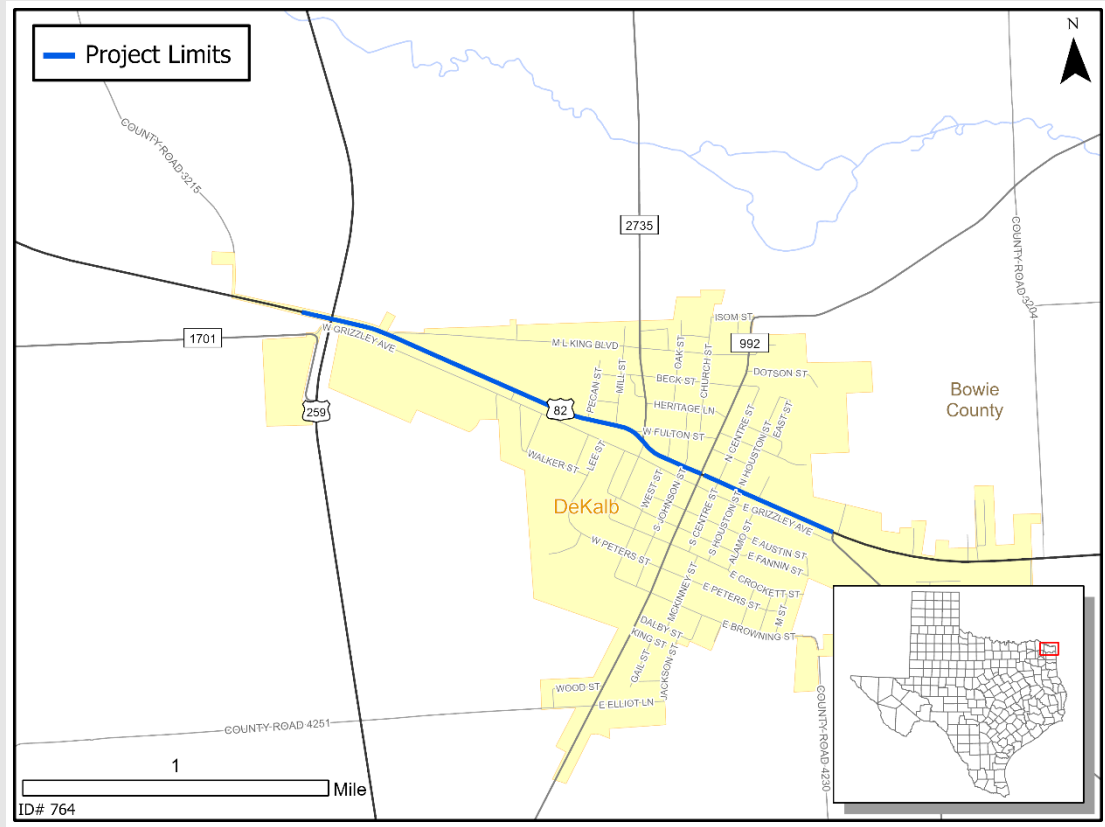 Project Limits
N
COUNTY ROAD 3215
2735
COUNTY ROAD 3204
ISOM ST
1701
W GRIZZLEY AVE
M L KING BLVD
OAK ST
CHURCH ST
992
PECAN ST
MILL ST
BECK ST
DOTSON ST
Bowie
County
259
82
HERITAGE LN
N CENTRE ST
N HOUSTON ST
EAST ST
W FULTON ST
WALKER ST
LEE ST
WEST ST
S JOHNSON ST
DeKalb
S CENTRE ST
S HOUSTON ST
E GRIZZLEY AVE
ALAMO ST
E AUSTIN ST
E FANNIN ST
W PETERS ST
E CROCKETT ST
MCKINNEY ST
E PETERS ST
M ST
DALBY ST
E BROWNING ST
KING ST
GAIL ST
JACKSON ST
WOOD ST
E ELLIOT LN
COUNTY ROAD 4251
COUNTY ROAD 4230
1
Mile
ID# 764